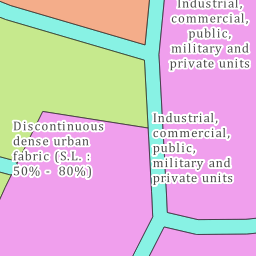 Industrial,
commercial,
public,
military and
private units
Industrial,
commercial,
public,
military and
private units
Discontinuous
dense urban
fabric (S.L. :
50% - 80%)